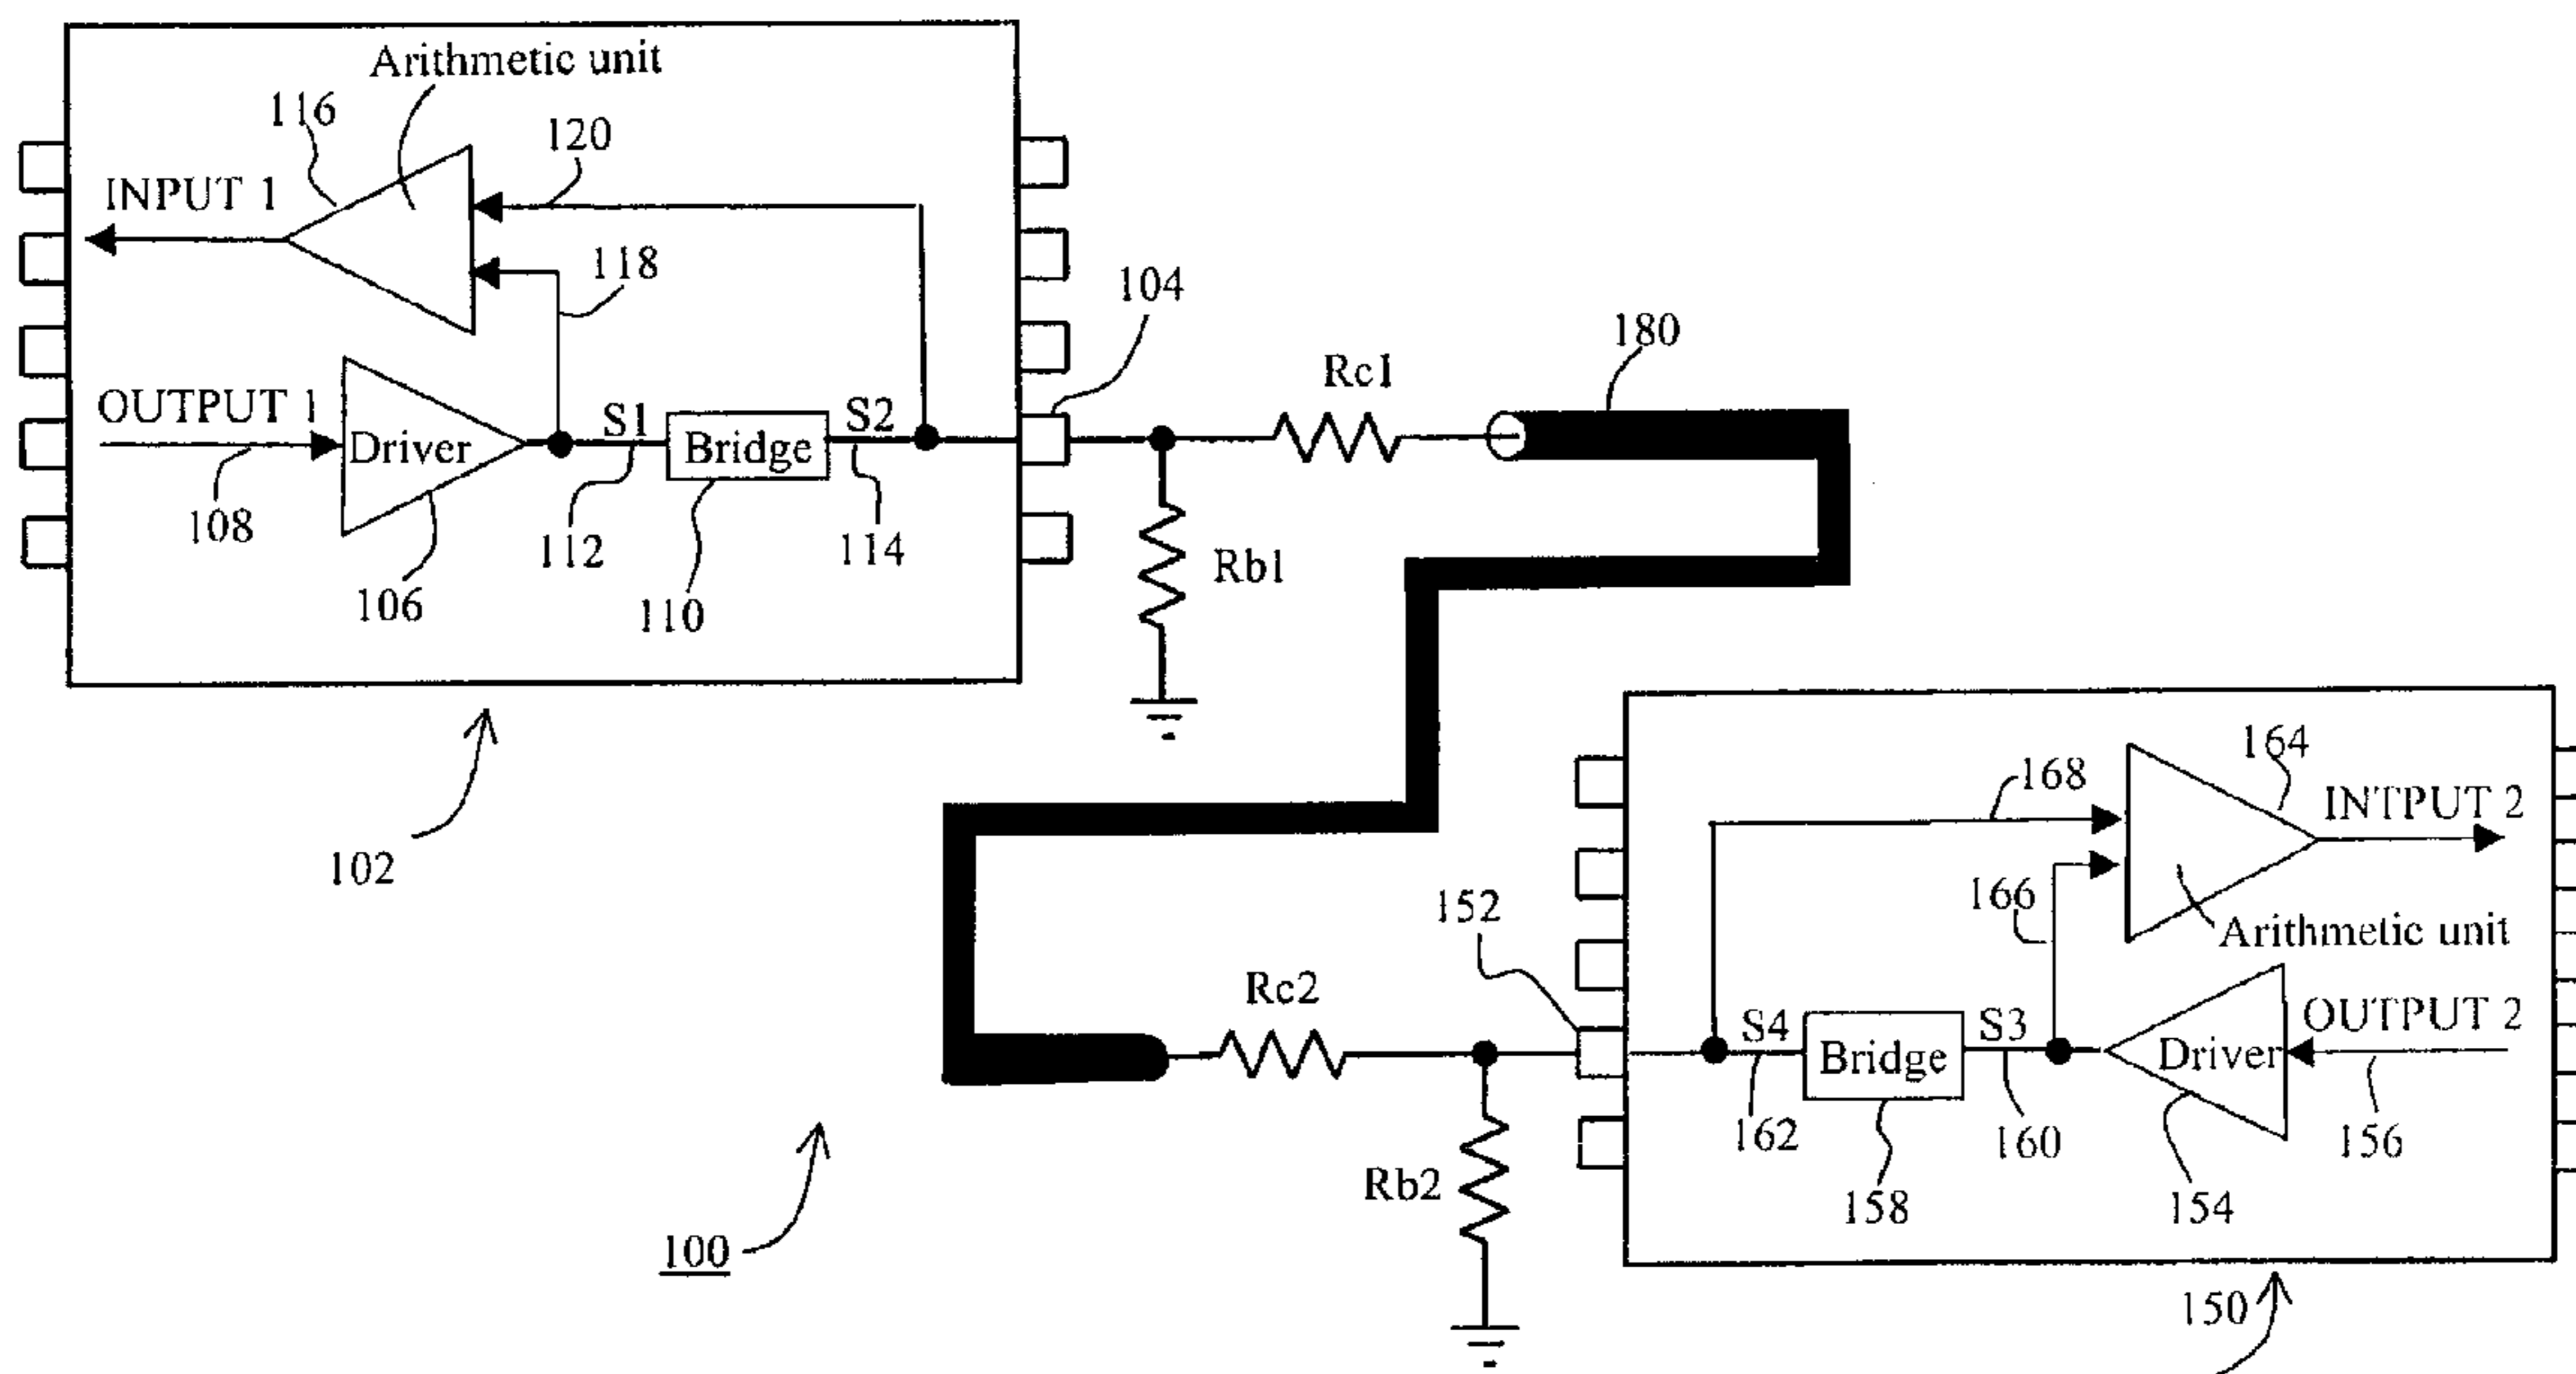 Arithmetic unit
116
120
INPUT 1
118
104
180
Rc1
OUTPUT 1
S1
S2
Driver
Bridge
108
112
114
Rb1
106
110
102
164
168
INTPUT 2
152
166
Arithmetic unit
Rc2
S4
S3
OUTPUT 2
Bridge
Driver
162
160
156
Rb2
158
154
100
150